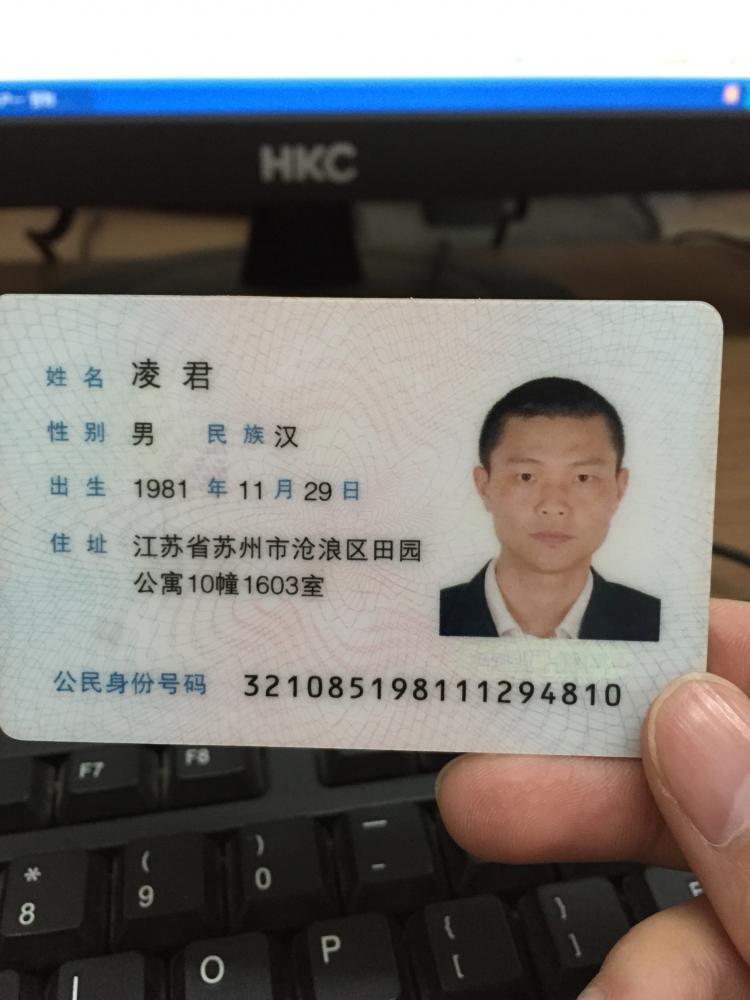 HKC
姓名 凌君
性别 男 民族 汉
出生 1981 年 11 月 29 日
住址 江苏省苏州市沧浪区田园
公寓10幢1603室
公民身份号码 321085198111294810
F7 F8
* ( ) —
8 9 0 -
{ }
O P [ ]